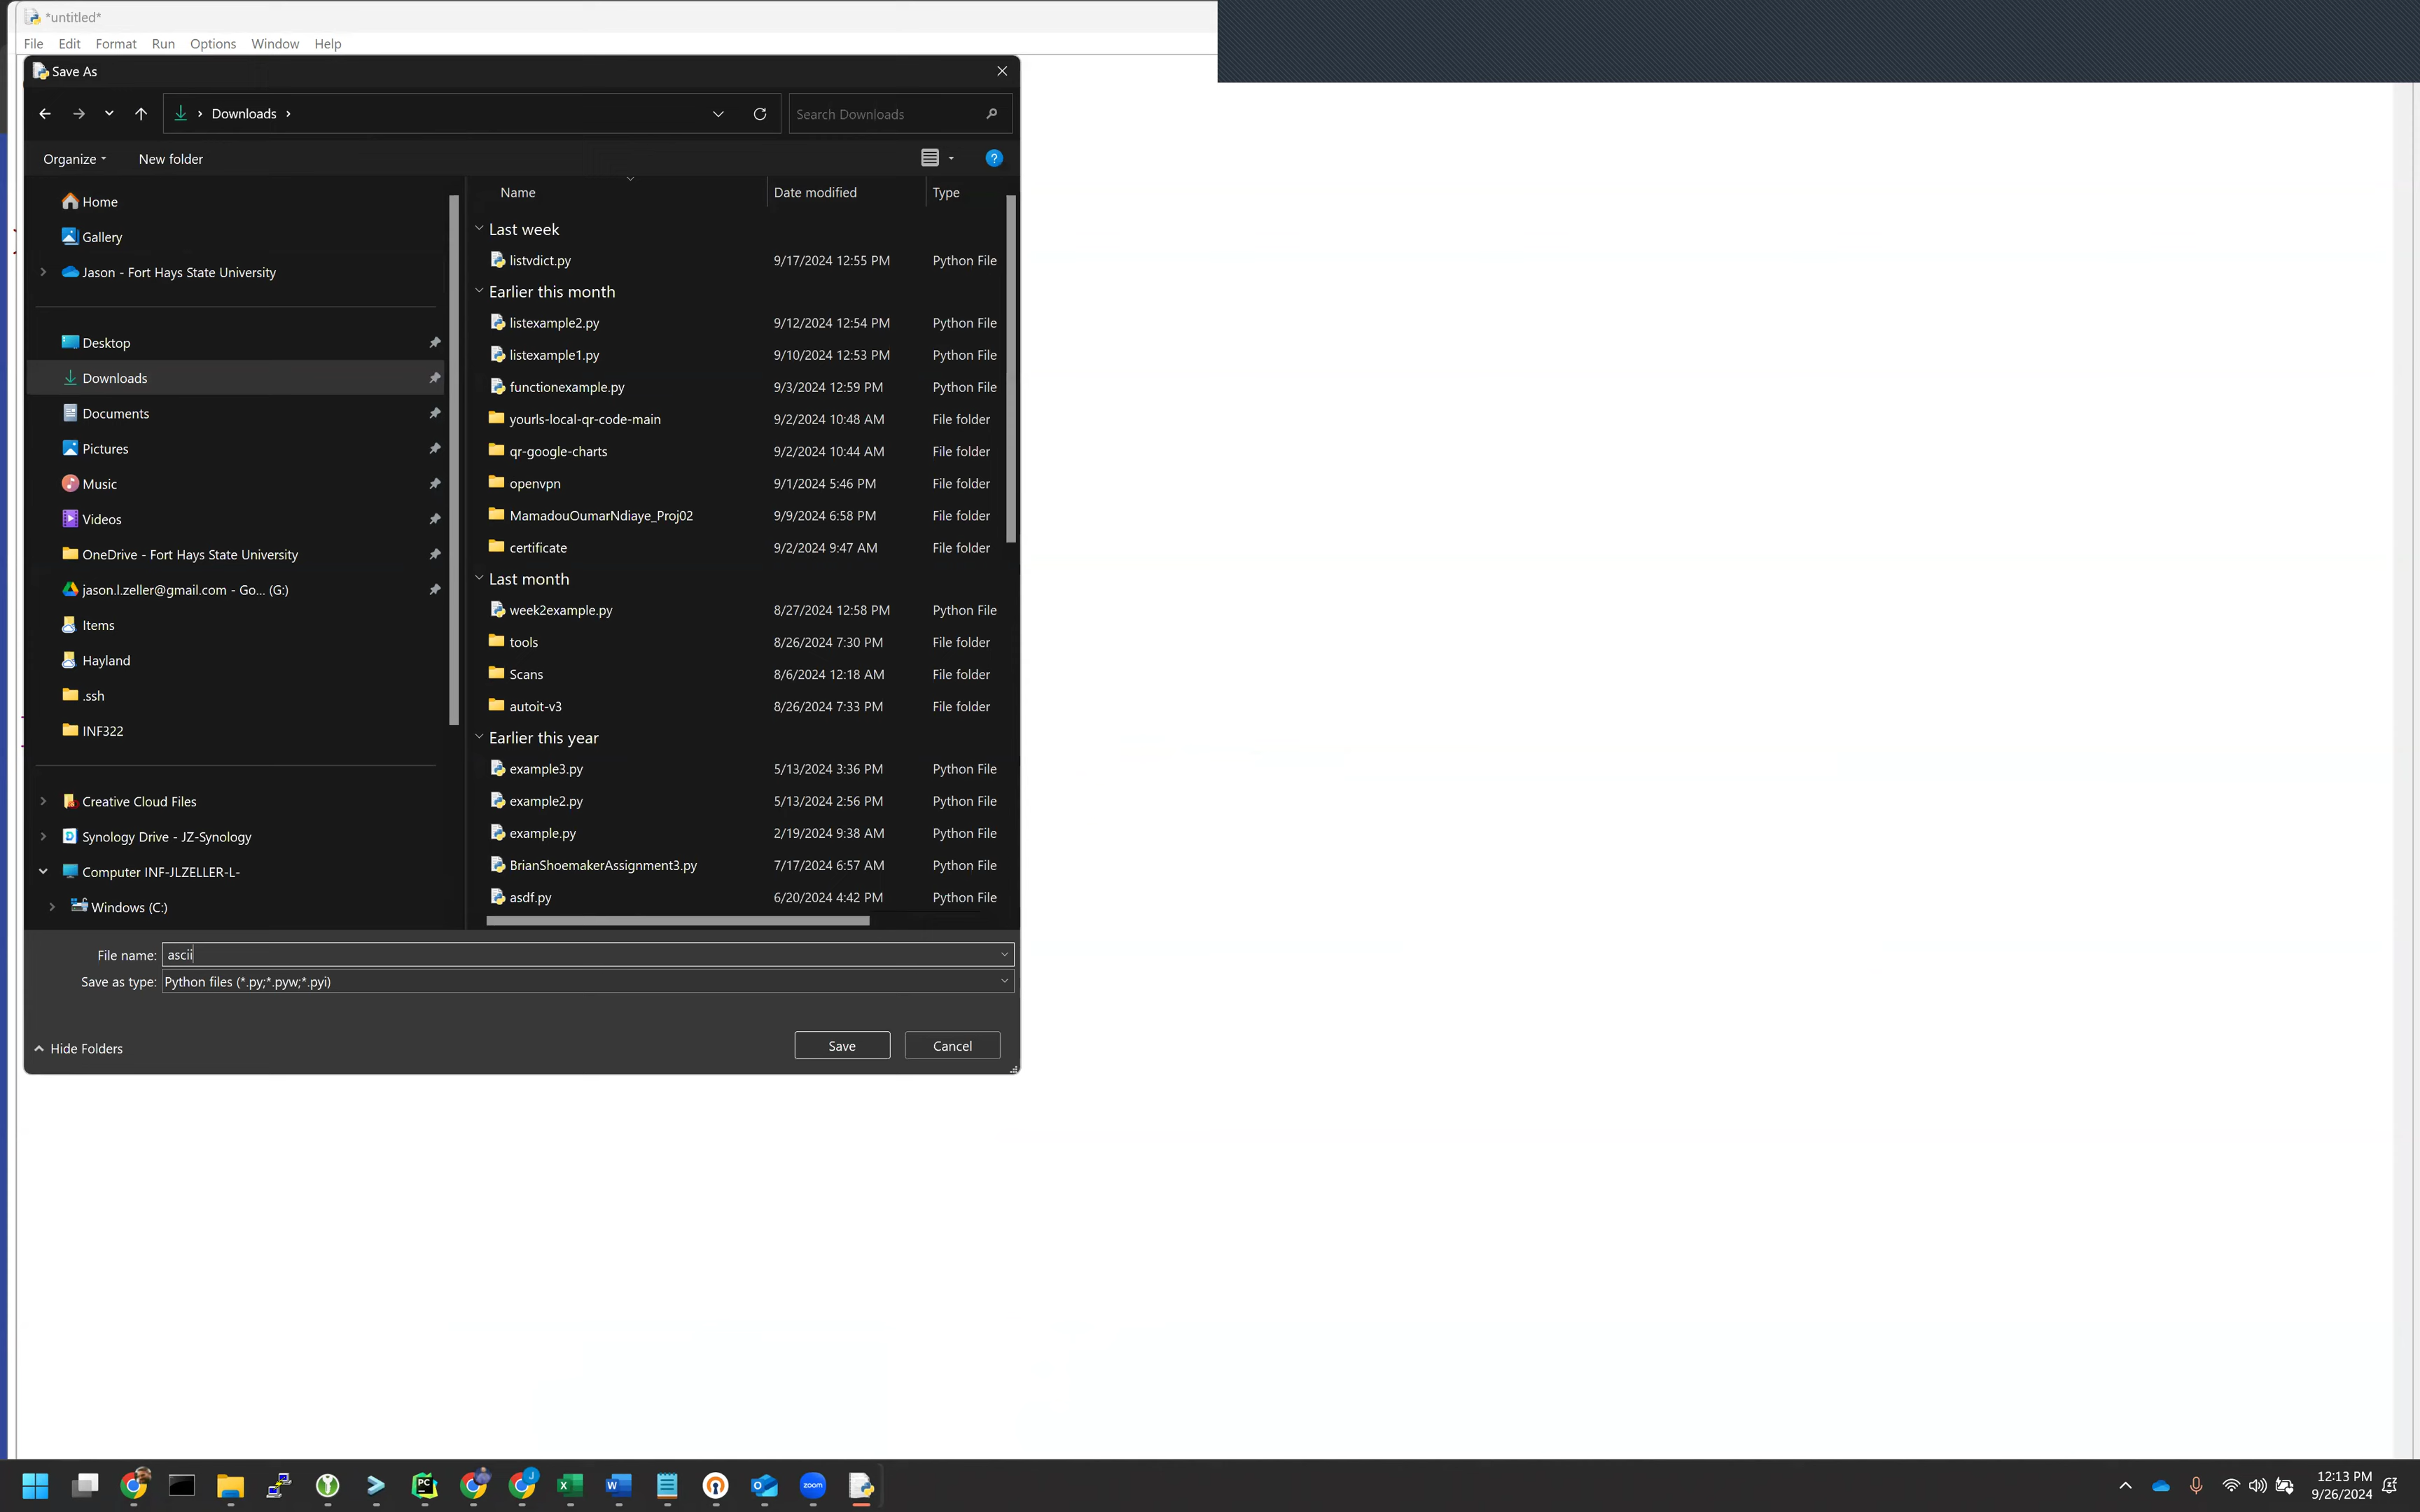 *untitled*
File Edit Format Run Options Window Help
Save As
Downloads
Search Downloads
Organize New folder
Home
Gallery
Jason - Fort Hays State University
Desktop
Downloads
Documents
Pictures
Music
Videos
OneDrive - Fort Hays State University
jason.l.zeller@gmail.com - Go... (G:)
Items
Hayland
.ssh
INF322
Creative Cloud Files
Synology Drive - JZ-Synology
Computer INF-JLZELLER-L-
Windows (C:)
Name Date modified Type
Last week
listvdict.py 9/17/2024 12:55 PM Python File
Earlier this month
listexample2.py 9/12/2024 12:54 PM Python File
listexample1.py 9/10/2024 12:53 PM Python File
functionexample.py 9/3/2024 12:59 PM Python File
yourls-local-qr-code-main 9/2/2024 10:48 AM File folder
qr-google-charts 9/2/2024 10:44 AM File folder
openvpn 9/1/2024 5:46 PM File folder
MamadouOumarNdiaye_Proj02 9/9/2024 6:58 PM File folder
certificate 9/2/2024 9:47 AM File folder
Last month
week2example.py 8/27/2024 12:58 PM Python File
tools 8/26/2024 7:30 PM File folder
Scans 8/6/2024 12:18 AM File folder
autoit-v3 8/26/2024 7:33 PM File folder
Earlier this year
example3.py 5/13/2024 3:36 PM Python File
example2.py 5/13/2024 2:56 PM Python File
example.py 2/19/2024 9:38 AM Python File
BrianShoemakerAssignment3.py 7/17/2024 6:57 AM Python File
asdf.py 6/20/2024 4:42 PM Python File
File name: ascii
Save as type: Python files (*.py;*.pyw;*.pyi)
Hide Folders Save Cancel
PC
zoom
12:13 PM
9/26/2024